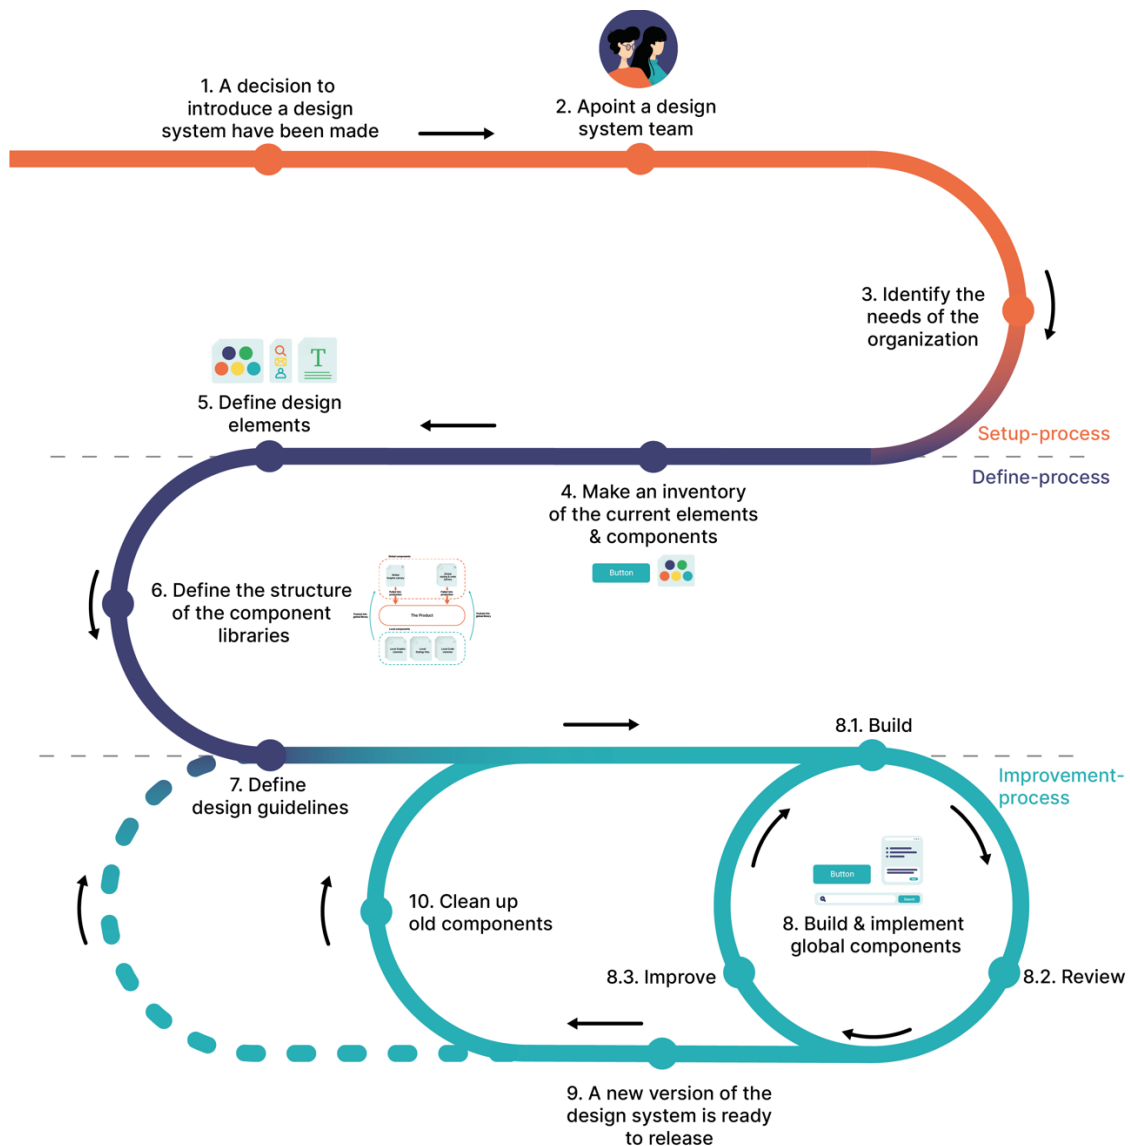 1. A decision to
introduce a design
system have been made
2. Apoint a design
system team
3. Identify the
needs of the
organization
Setup-process
Define-process
5. Define design
elements
T
4. Make an inventory
of the current elements
& components
Button
6. Define the structure
of the component
libraries
The Product
8.1. Build
Improvement-
process
7. Define
design guidelines
Button
8. Build & implement
global components
10. Clean up
old components
8.3. Improve
8.2. Review
9. A new version of the
design system is ready
to release